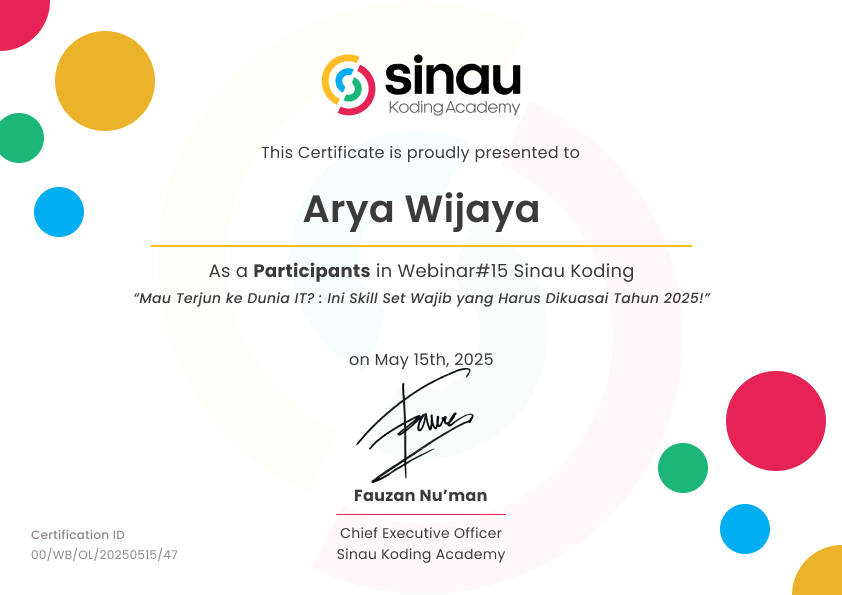 sinau
Koding Academy
This Certificate is proudly presented to
Arya Wijaya
As a Participants in Webinar#15 Sinau Koding
“Mau Terjun ke Dunia IT? : Ini Skill Set Wajib yang Harus Dikuasai Tahun 2025!”
on May 15th, 2025
Fauzan Nu’man
Chief Executive Officer
Sinau Koding Academy
Certification ID
00/WB/OL/20250515/47